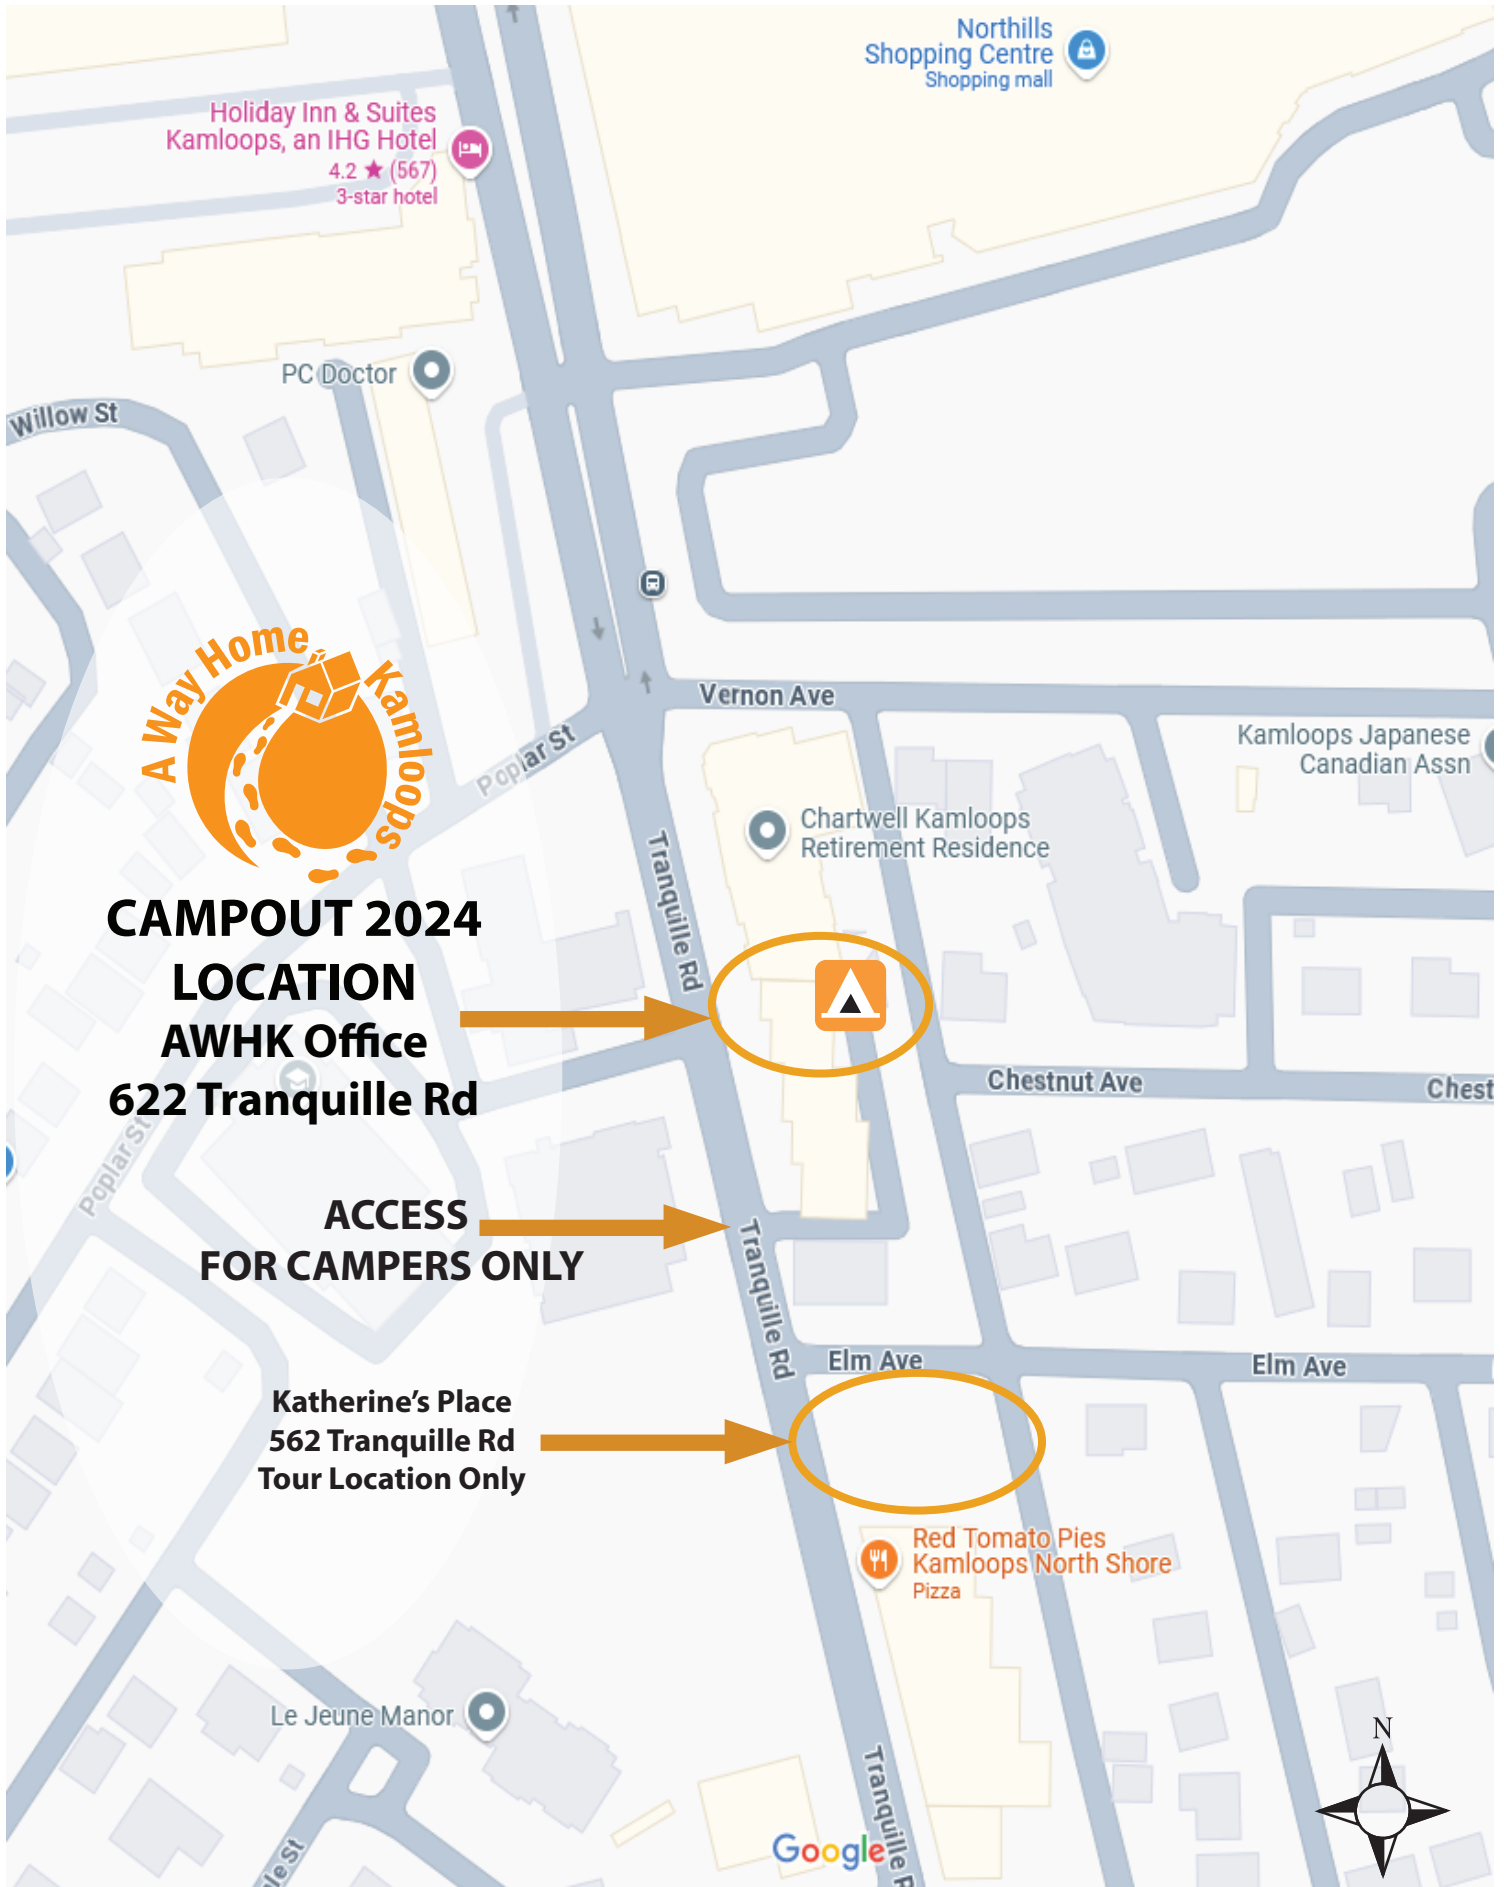 Northills
Shopping Centre
Shopping mall
Holiday Inn & Suites
Kamloops, an IHG Hotel
4.2 ★ (567)
3-star hotel
PC Doctor
Willow St
A Way Home Kamloops
Vernon Ave
Poplar St
Kamloops Japanese
Canadian Assn
Chartwell Kamloops
Retirement Residence
Tranquille Rd
CAMPOUT 2024
LOCATION
AWHK Office
622 Tranquille Rd
Chestnut Ave
Chest
Poplar St
ACCESS
FOR CAMPERS ONLY
Tranquille Rd
Elm Ave
Elm Ave
Katherine's Place
562 Tranquille Rd
Tour Location Only
Red Tomato Pies
Kamloops North Shore
Pizza
Le Jeune Manor
N
Tranquille R
Google
le St